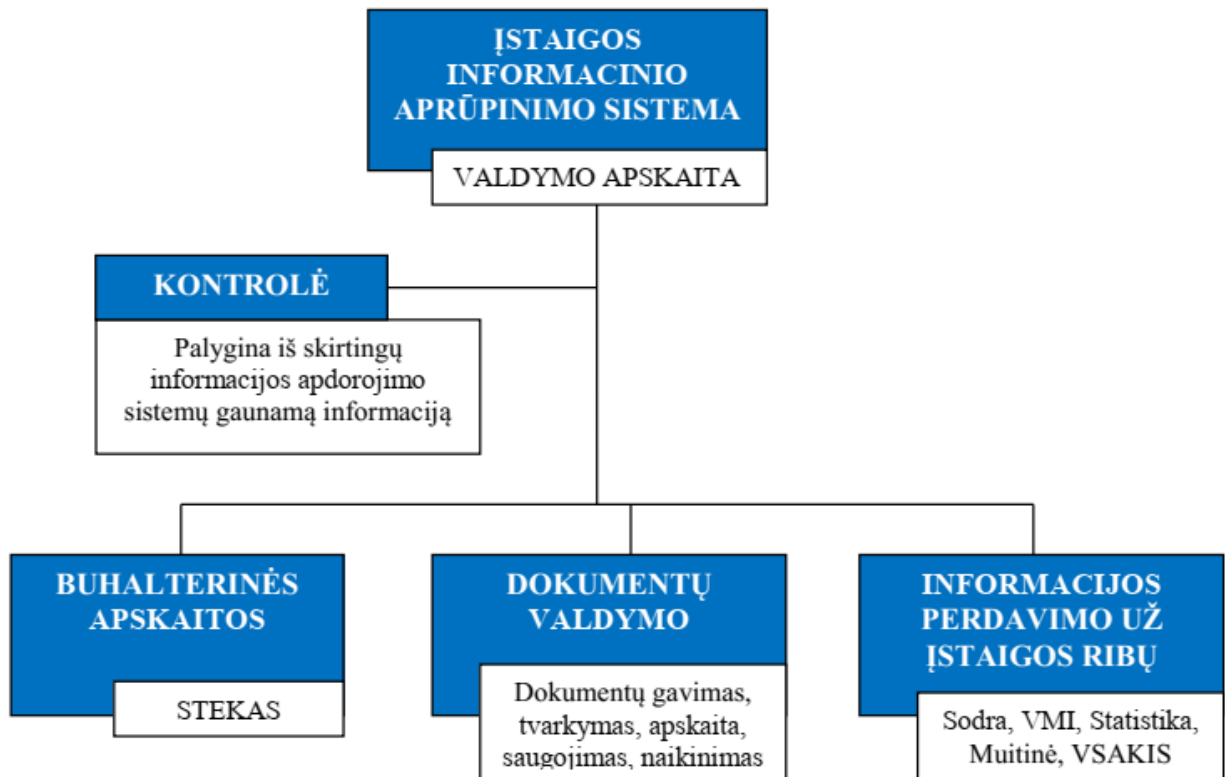 ĮSTAIGOS
INFORMACINIO
APRŪPINIMO SISTEMA
VALDYMO APSKAITA
KONTROLĖ
Palygina iš skirtingų
informacijos apdorojimo
sistemų gaunamą informaciją
BUHALTERINĖS
APSKAITOS
STEKAS
DOKUMENTŲ
VALDYMO
Dokumentų gavimas,
tvarkymas, apskaita,
saugojimas, naikinimas
INFORMACIJOS
PERDAVIMO UŽ
ĮSTAIGOS RIBŲ
Sodra, VMI, Statistika,
Muitinė, VSAKIS